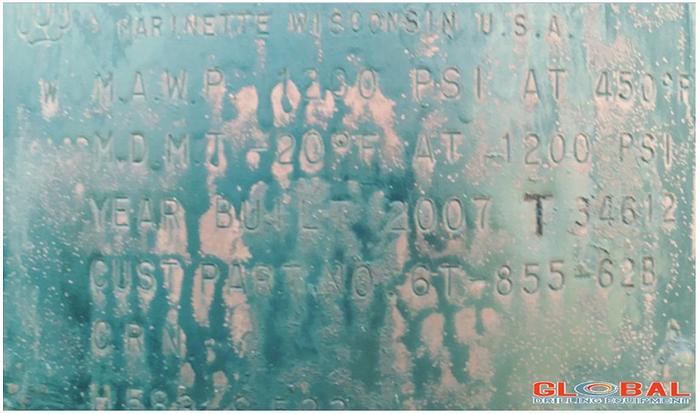 MARINETTE WISCONSIN U.S.A.
W M.A.W.P. 1200 PSI AT 450°F
M.D.M.T -20°F AT 1200 PSI
YEAR BUILT 2007 T 34612
CUST PART NO. 6T-855-62B
CRN
GLOBAL
DRILLING EQUIPMENT